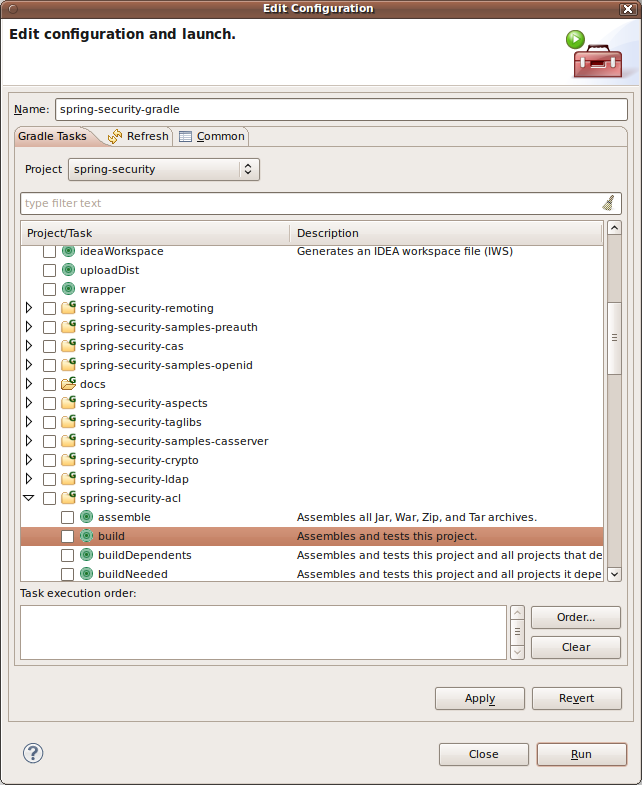 Edit Configuration
Edit configuration and launch.
Name: spring-security-gradle
Gradle Tasks Refresh Common
Project spring-security
type filter text
Project/Task Description
ideaWorkspace Generates an IDEA workspace file (IWS)
uploadDist
wrapper
spring-security-remoting
spring-security-samples-preauth
spring-security-cas
spring-security-samples-openid
docs
spring-security-aspects
spring-security-taglibs
spring-security-samples-casserver
spring-security-crypto
spring-security-ldap
spring-security-acl
assemble Assembles all Jar, War, Zip, and Tar archives.
build Assembles and tests this project.
buildDependents Assembles and tests this project and all projects that de
buildNeeded Assembles and tests this project and all projects it depe
Task execution order:
Order...
Clear
Apply Revert
? Close Run